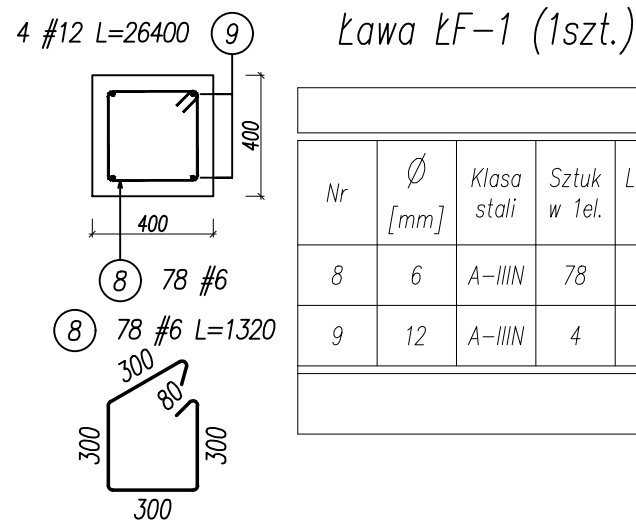 4 #12 L=26400 9
Ława ŁF-1 (1szt.)
400
400
8 78 #6
8 78 #6 L=1320
300
80
300
300
300
Nr Ø [mm] Klasa stali Sztuk w 1el. L
8 6 A-IIIN 78
9 12 A-IIIN 4